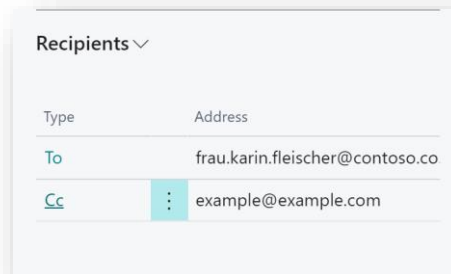 Recipients
Type Address
To frau.karin.fleischer@contoso.co
Cc example@example.com